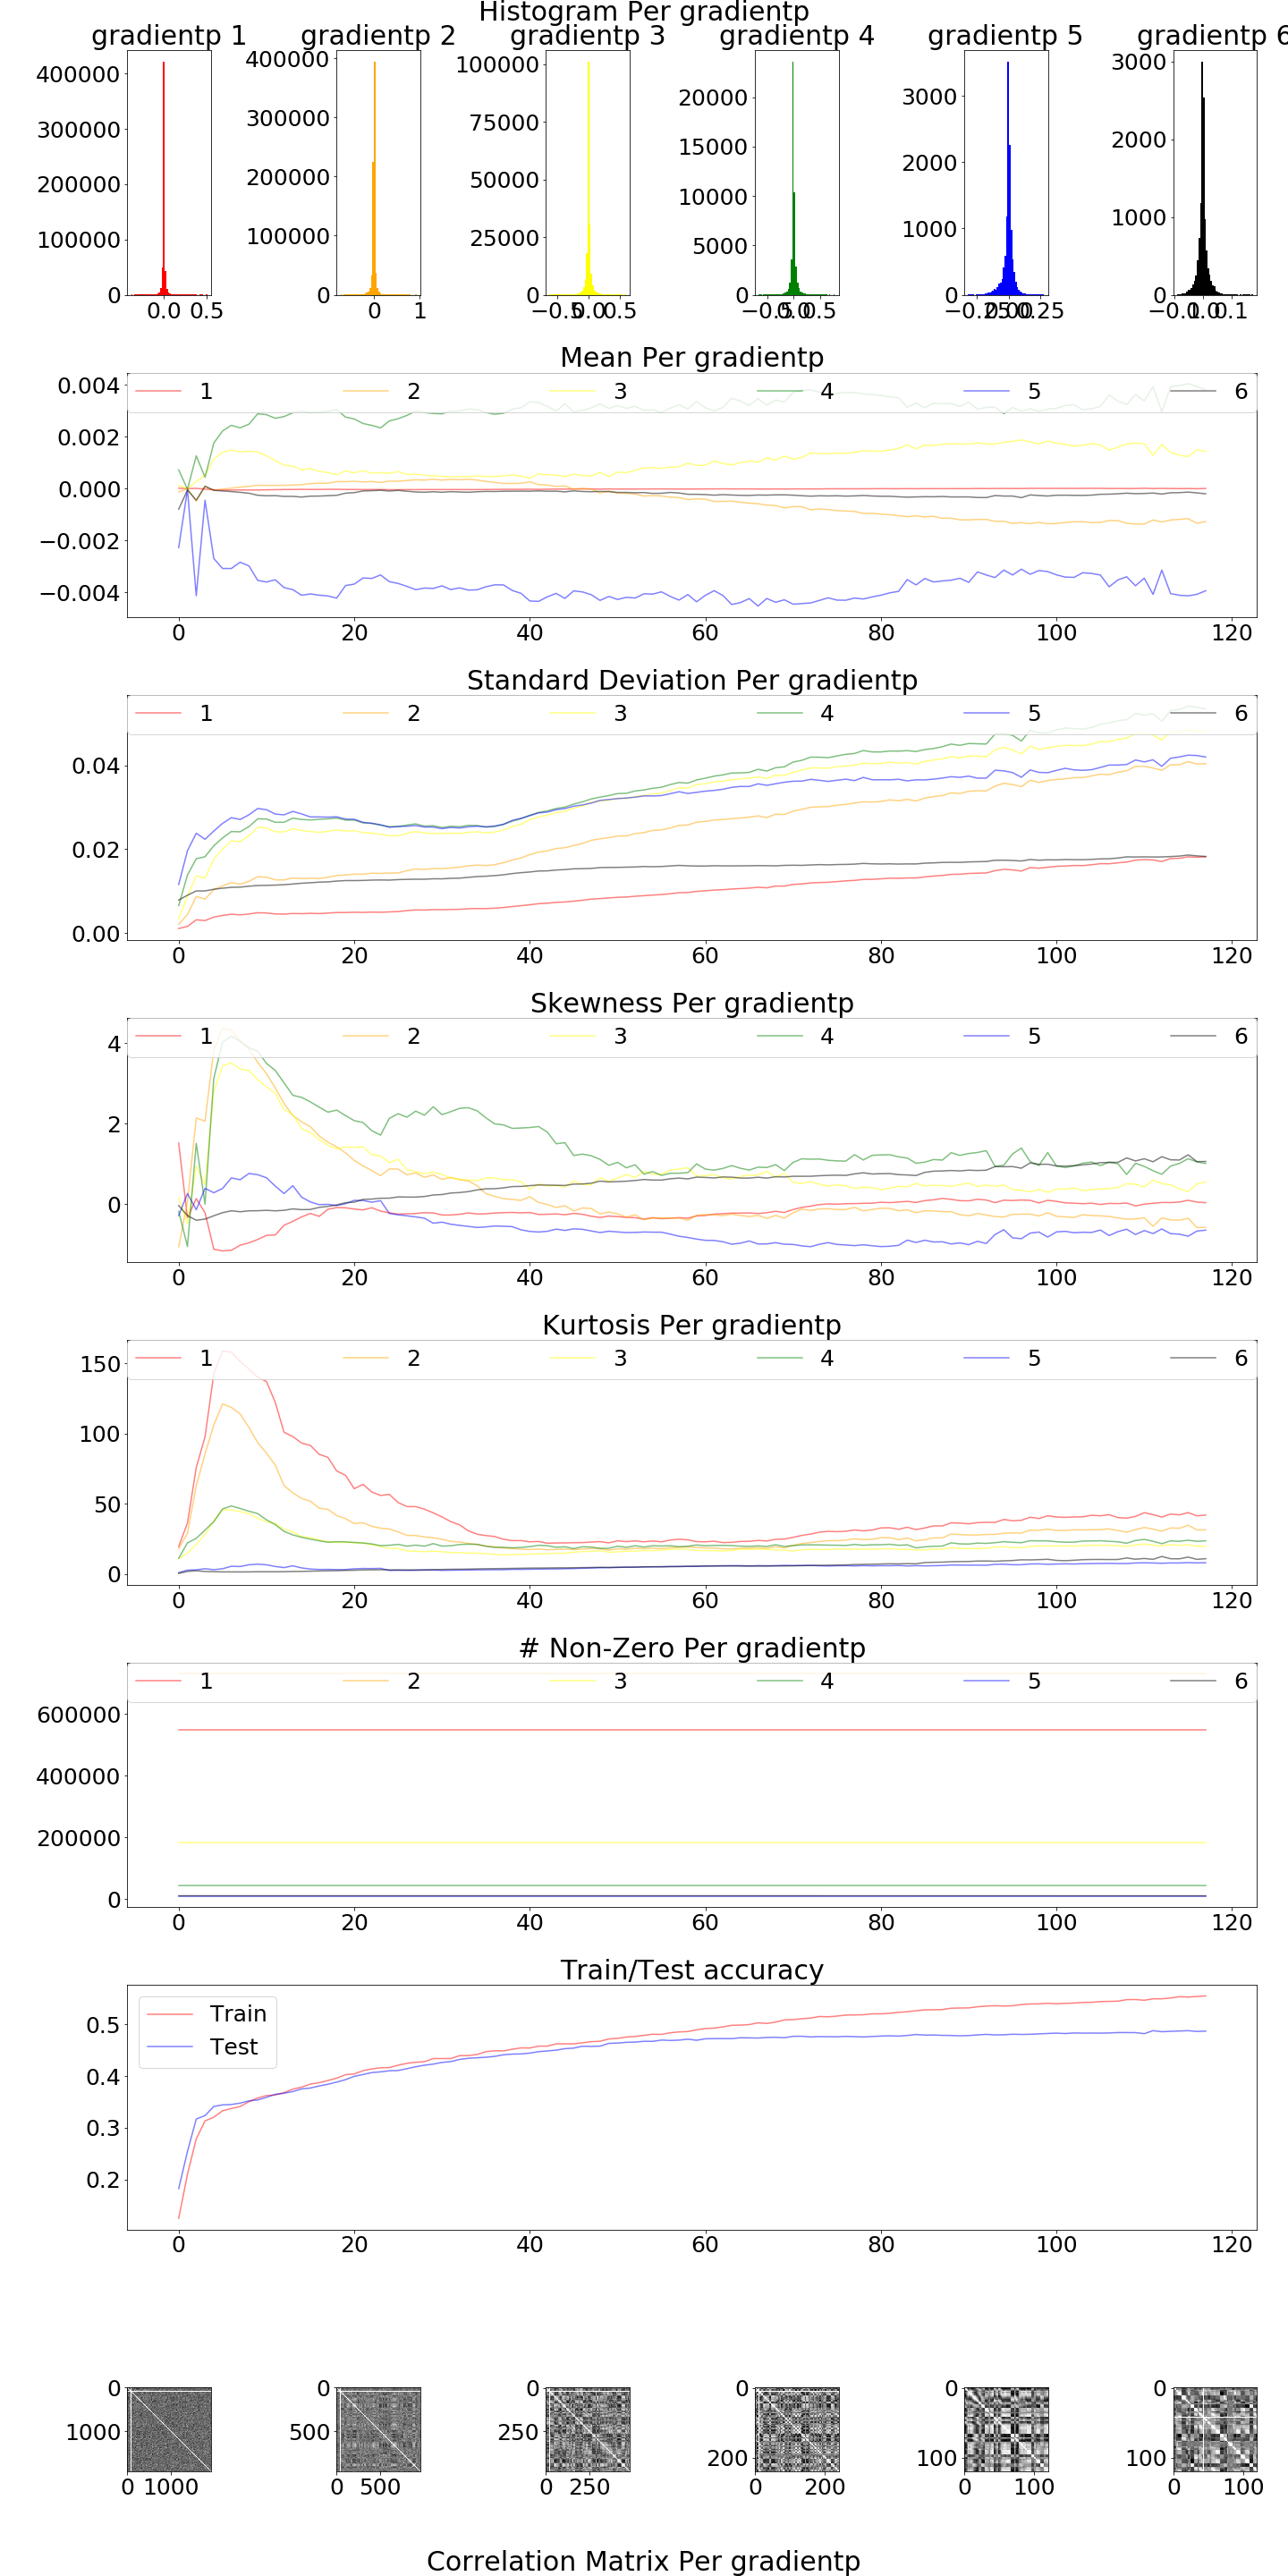 Histogram Per gradientp
gradientp 1 gradientp 2 gradientp 3 gradientp 4 gradientp 5 gradientp 6
400000 300000 200000 100000 0
0.0 0.5
400000 300000 200000 100000 0
0 1
100000 75000 50000 25000 0
−0.5 0.0 0.5
20000 15000 10000 5000 0
−0.5 0.0 0.5
3000 2000 1000 0
−0.25 0.00 0.25
3000 2000 1000 0
−0.1 0.0 0.1
Mean Per gradientp
1 2 3 4 5 6
0.004
0.002
0.000
−0.002
−0.004
0 20 40 60 80 100 120
Standard Deviation Per gradientp
1 2 3 4 5 6
0.04
0.02
0.00
0 20 40 60 80 100 120
Skewness Per gradientp
1 2 3 4 5 6
4
2
0
0 20 40 60 80 100 120
Kurtosis Per gradientp
1 2 3 4 5 6
150
100
50
0
0 20 40 60 80 100 120
# Non-Zero Per gradientp
1 2 3 4 5 6
600000
400000
200000
0
0 20 40 60 80 100 120
Train/Test accuracy
Train
Test
0.5
0.4
0.3
0.2
0 20 40 60 80 100 120
0 1000
0 1000
0 500
0 500
0 250
0 250
0 200
0 200
0 100
0 100
0 100
0 100
Correlation Matrix Per gradientp